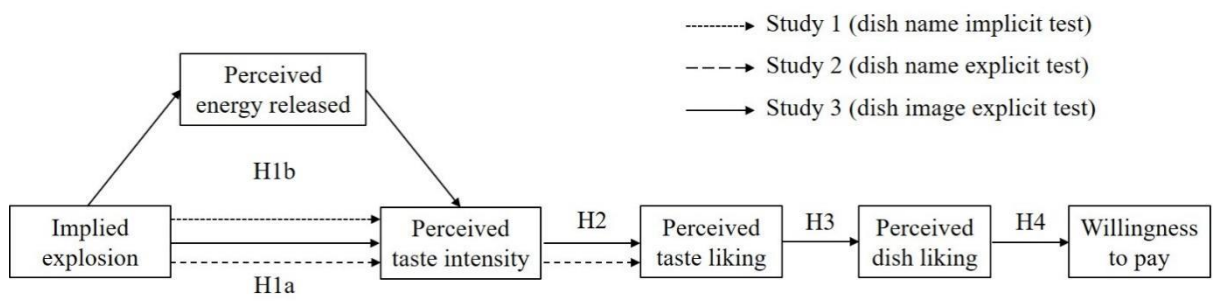 Study 1 (dish name implicit test)
Study 2 (dish name explicit test)
Study 3 (dish image explicit test)
Perceived
energy released
H1b
Implied
explosion
H1a
Perceived
taste intensity
H2
Perceived
taste liking
H3
Perceived
dish liking
H4
Willingness
to pay